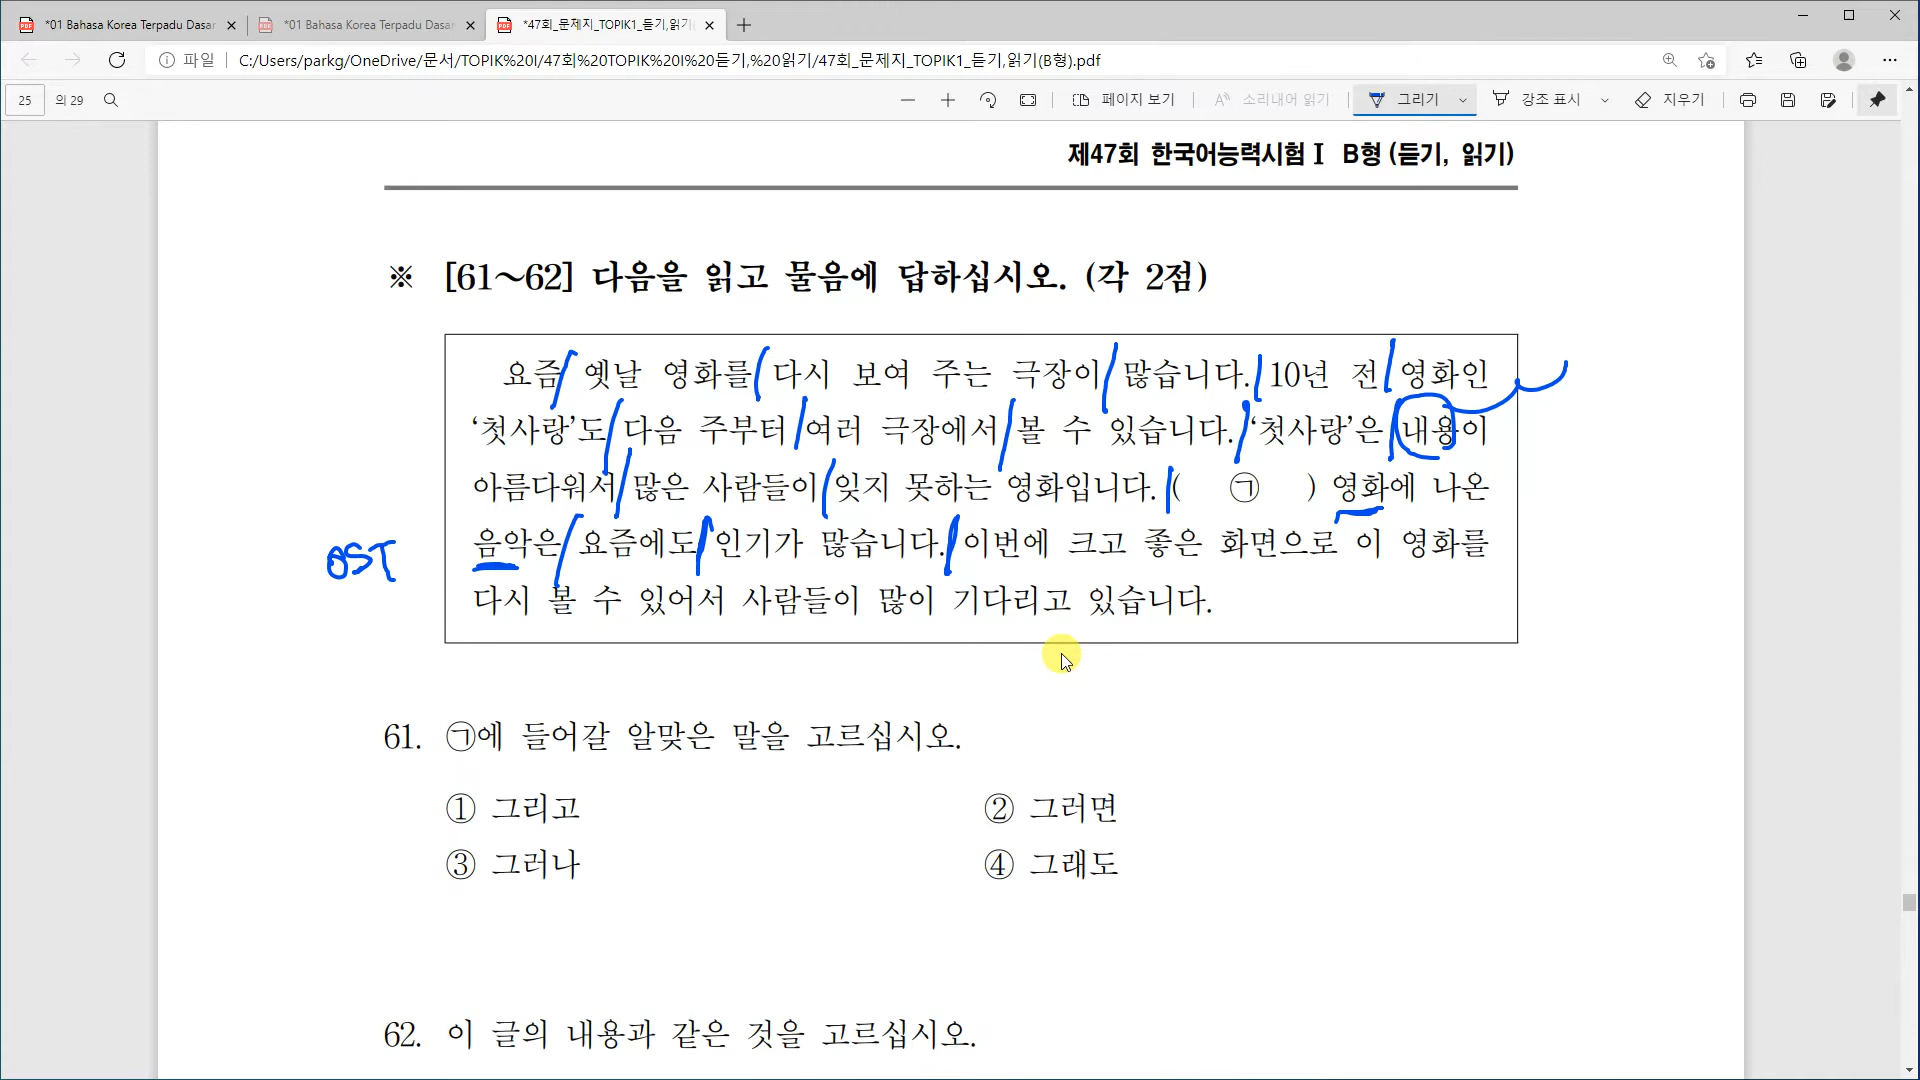 *01 Bahasa Korea Terpadu Dasar
*01 Bahasa Korea Terpadu Dasar
*47회_문제지_TOPIK1_듣기,읽기
파일 C:/Users/parkg/OneDrive/문서/TOPIK%20I/47회%20TOPIK%20I%20듣기,%20읽기/47회_문제지_TOPIK1_듣기,읽기(B형).pdf
25 의 29 페이지 보기 소리내어 읽기 그리기 강조 표시 지우기
제47회 한국어능력시험Ⅰ B형(듣기, 읽기)
※ [61～62] 다음을 읽고 물음에 답하십시오. (각 2점)
요즘 옛날 영화를 다시 보여 주는 극장이 많습니다. 10년 전 영화인
‘첫사랑’도 다음 주부터 여러 극장에서 볼 수 있습니다. ‘첫사랑’은 내용이
아름다워서 많은 사람들이 잊지 못하는 영화입니다. ( ㉠ ) 영화에 나온
음악은 요즘에도 인기가 많습니다. 이번에 크고 좋은 화면으로 이 영화를
OST
다시 볼 수 있어서 사람들이 많이 기다리고 있습니다.
61. ㉠에 들어갈 알맞은 말을 고르십시오.
① 그리고 ② 그러면
③ 그러나 ④ 그래도
62. 이 글의 내용과 같은 것을 고르십시오.